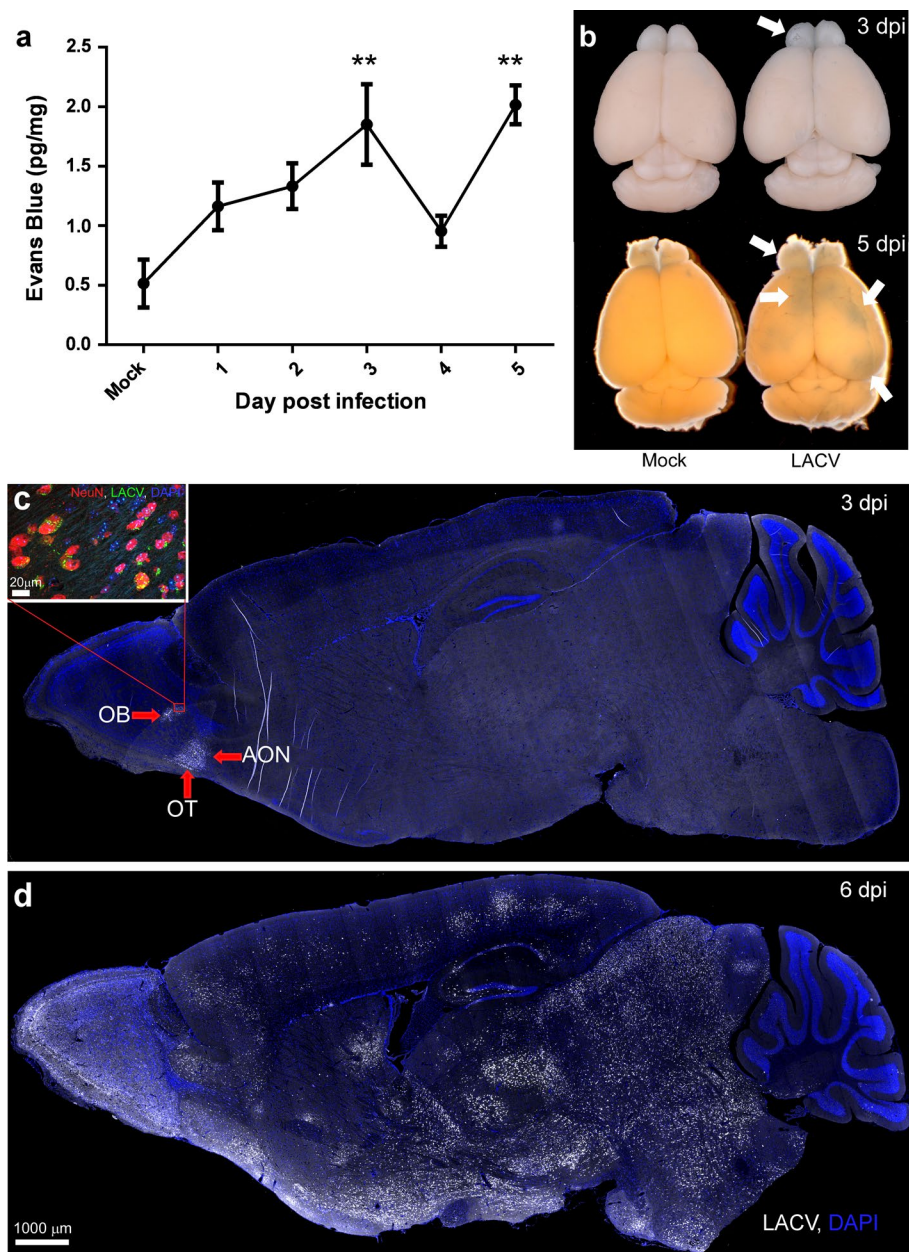 a
Evans Blue (pg/mg)
2.5
2.0
1.5
1.0
0.5
0.0
** **
Mock 1 2 3 4 5
Day post infection
b
3 dpi
5 dpi
Mock LACV
c
NeuN, LACV, DAPI
20μm
3 dpi
OB
AON
OT
d
6 dpi
1000 μm
LACV, DAPI